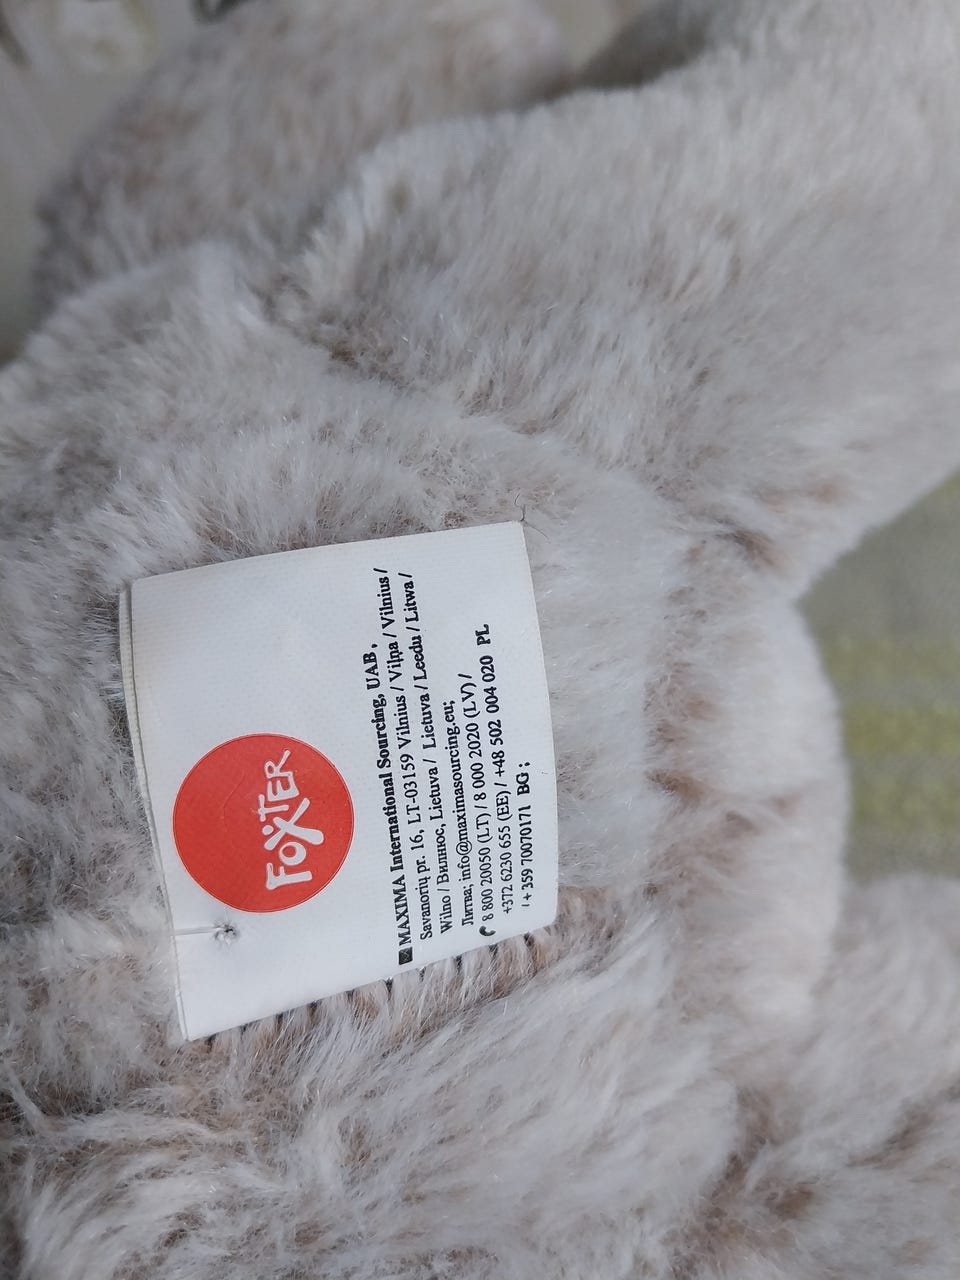 FOXTER
MAXIMA International Sourcing, UAB,
Savanorių pr. 16, LT-03159 Vilnius / Viļņa / Vilnius /
Wilno / Вилнюс, Lietuva / Lietuva / Leedu / Litwa /
Литва; info@maximasourcing.eu;
8 800 20050 (LT) / 8 000 2020 (LV) /
+372 6230 655 (EE) / +48 502 004 020 PL
/ + 359 70070171 BG ;